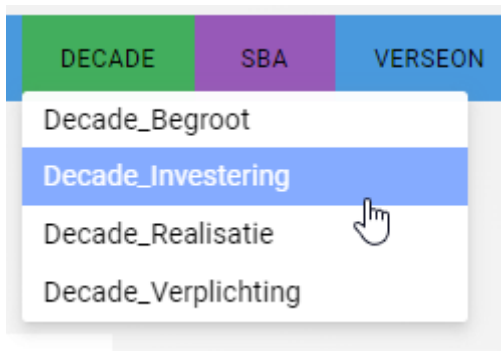 DECADE SBA VERSEON
Decade_Begroot
Decade_Investering
Decade_Realisatie
Decade_Verplichting